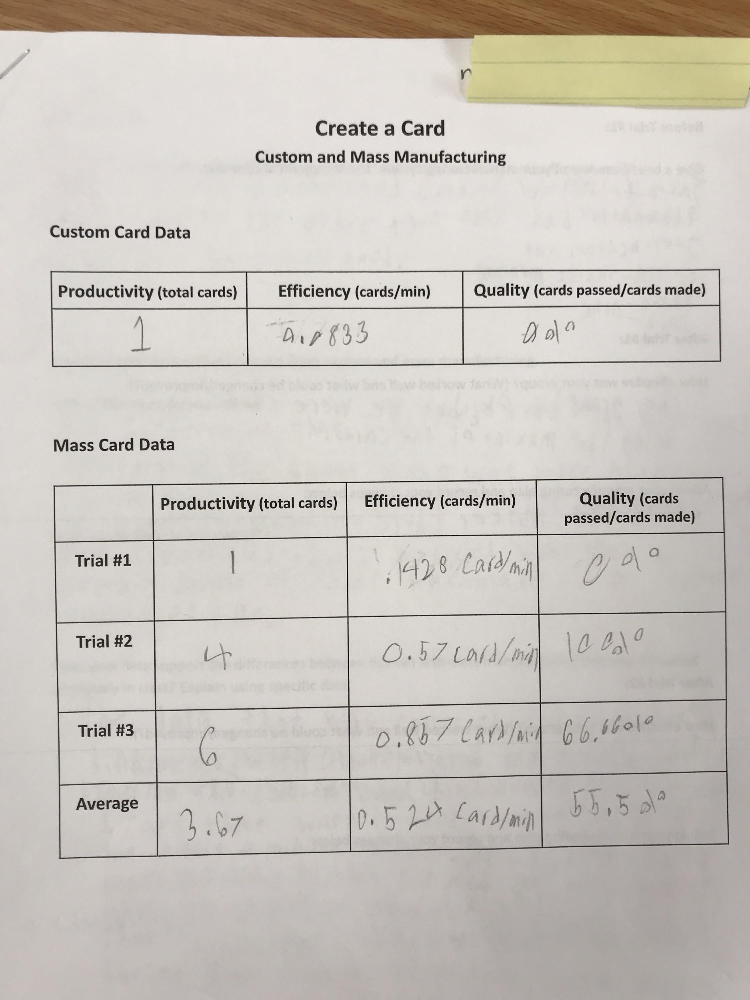 r
Create a Card
Custom and Mass Manufacturing
Custom Card Data
Productivity (total cards) Efficiency (cards/min) Quality (cards passed/cards made)
1 0.0833 0%
Mass Card Data
Productivity (total cards) Efficiency (cards/min) Quality (cards
passed/cards made)
Trial #1 1 .1428 Card/min 0%
Trial #2 4 0.57 card/min 100%
Trial #3 6 0.857 Card/min 66.66%
Average 3.67 0.524 Card/min 55.5%